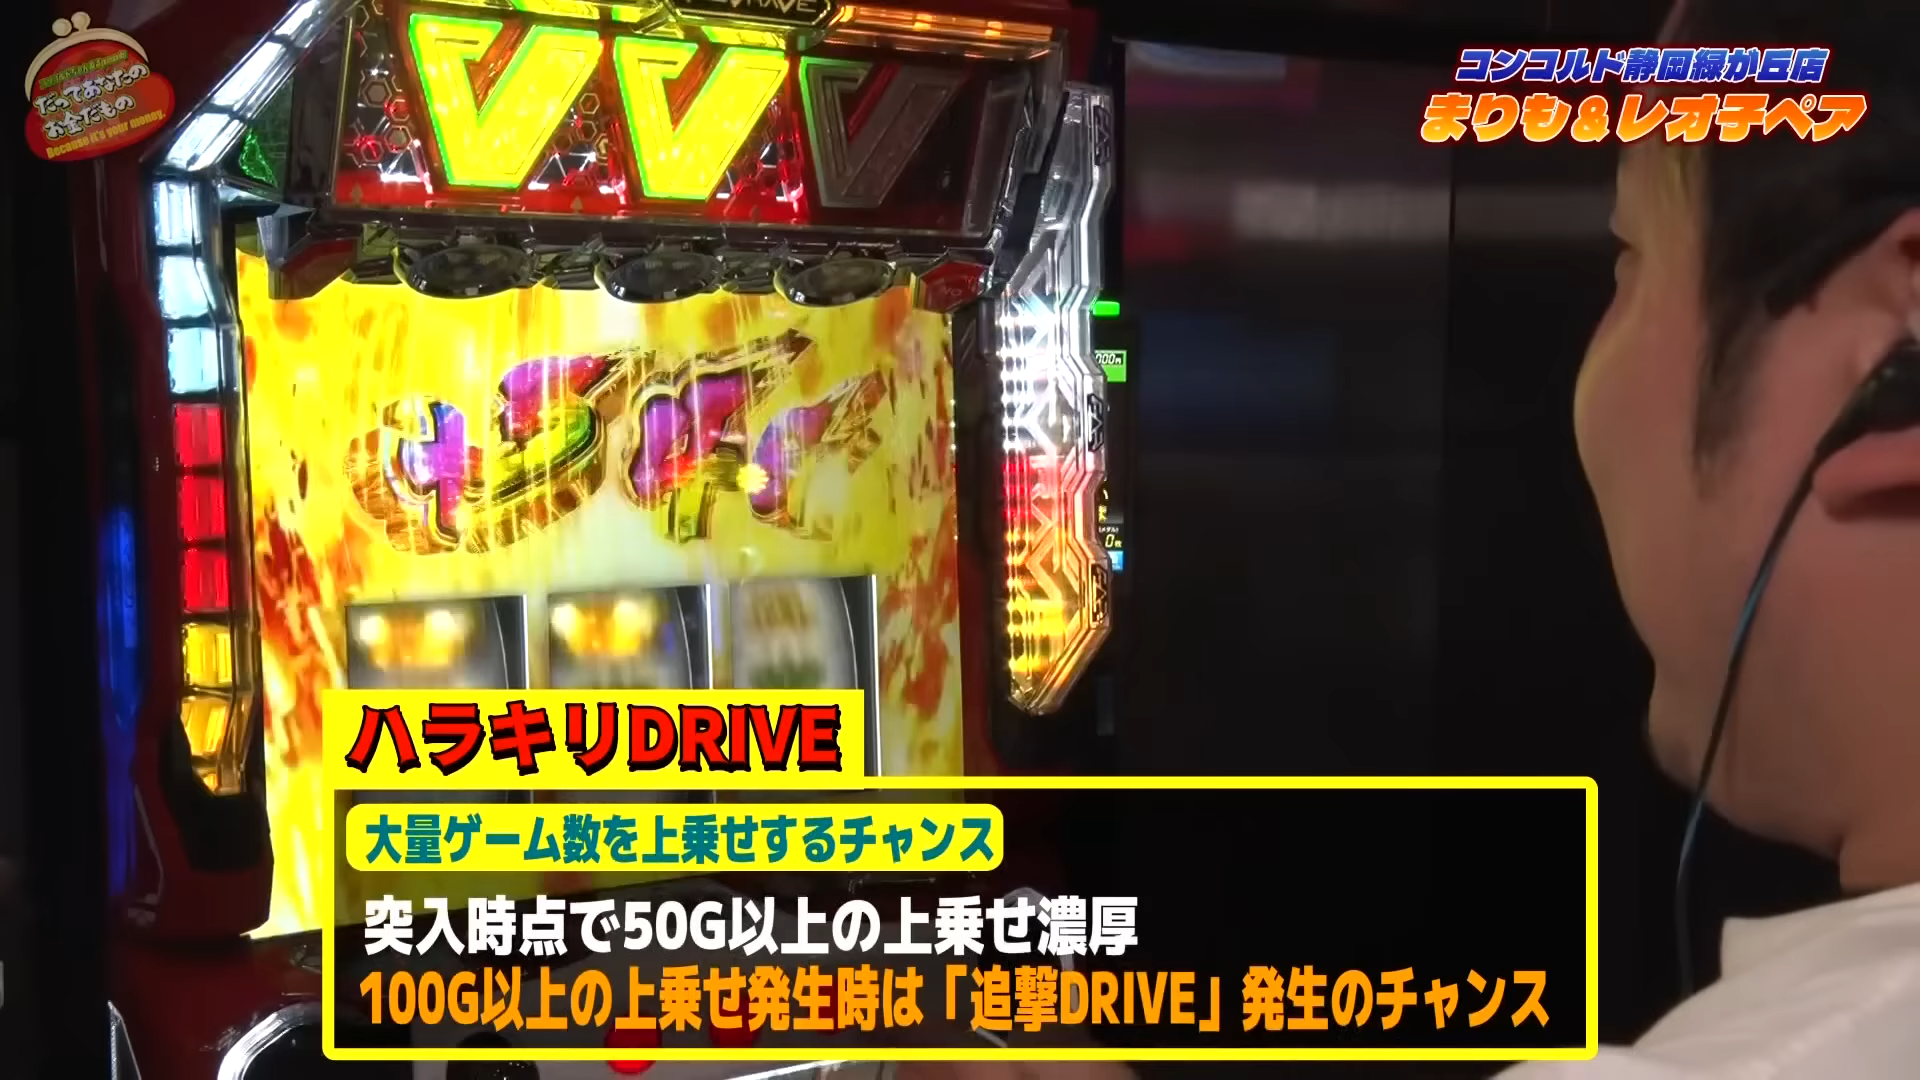 だってあなたの
お金だもの
Because it's your money.
コンコルド静岡緑が丘店
まりも&レオ子ペア
ハラキリDRIVE
大量ゲーム数を上乗せするチャンス
突入時点で50G以上の上乗せ濃厚
100G以上の上乗せ発生時は「追撃DRIVE」発生のチャンス